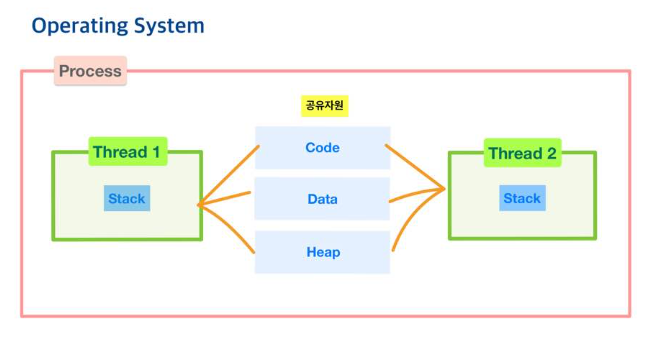 Operating System
Process
공유자원
Thread 1
Code
Thread 2
Stack
Data
Stack
Heap